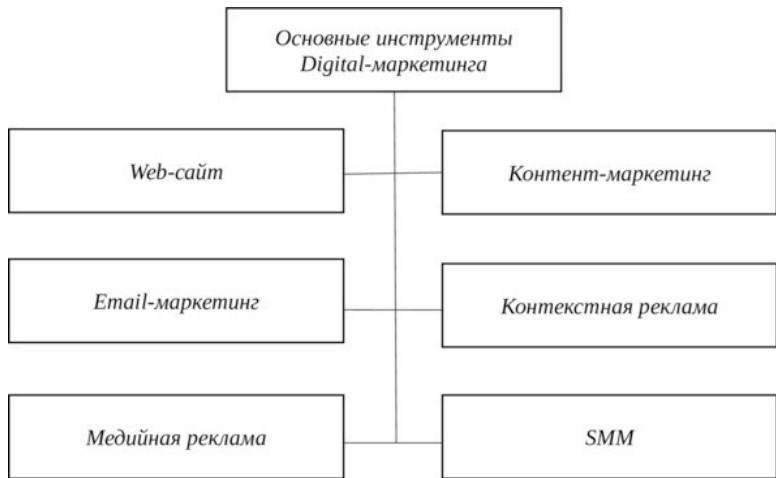 Основные инструменты
Digital-маркетинга
Web-сайт
Контент-маркетинг
Email-маркетинг
Контекстная реклама
Медийная реклама
SMM